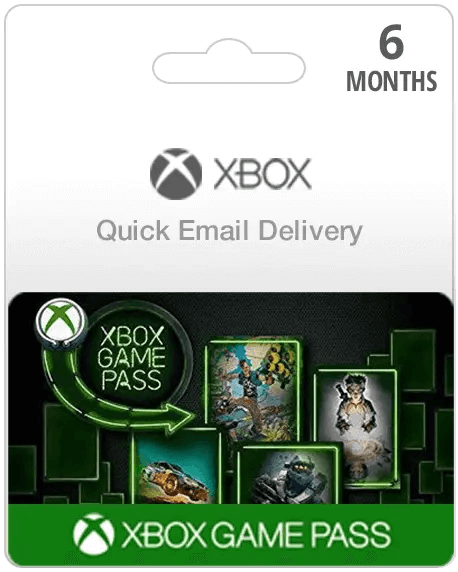 6
MONTHS
XBOX
Quick Email Delivery
XBOX
GAME
PASS
XBOX GAME PASS